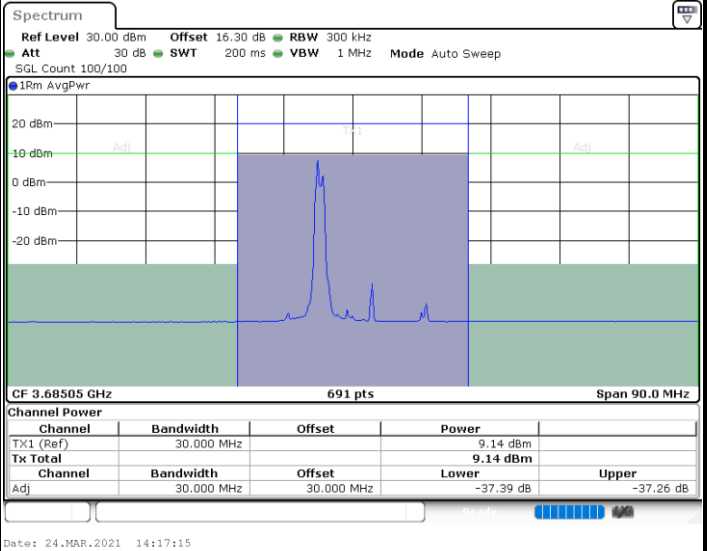 Spectrum
Ref Level 30.00 dBm Offset 16.30 dB RBW 300 kHz
Att 30 dB SWT 200 ms VBW 1 MHz Mode Auto Sweep
SGL Count 100/100
1Rm AvgPwr
20 dBm
TX1
Adj Adj
10 dBm
0 dBm
-10 dBm
-20 dBm
CF 3.68505 GHz 691 pts Span 90.0 MHz
Channel Power
Channel Bandwidth Offset Power
TX1 (Ref) 30.000 MHz 9.14 dBm
Tx Total 9.14 dBm
Channel Bandwidth Offset Lower Upper
Adj 30.000 MHz 30.000 MHz -37.39 dB -37.26 dB
Ready
Date: 24.MAR.2021 14:17:15